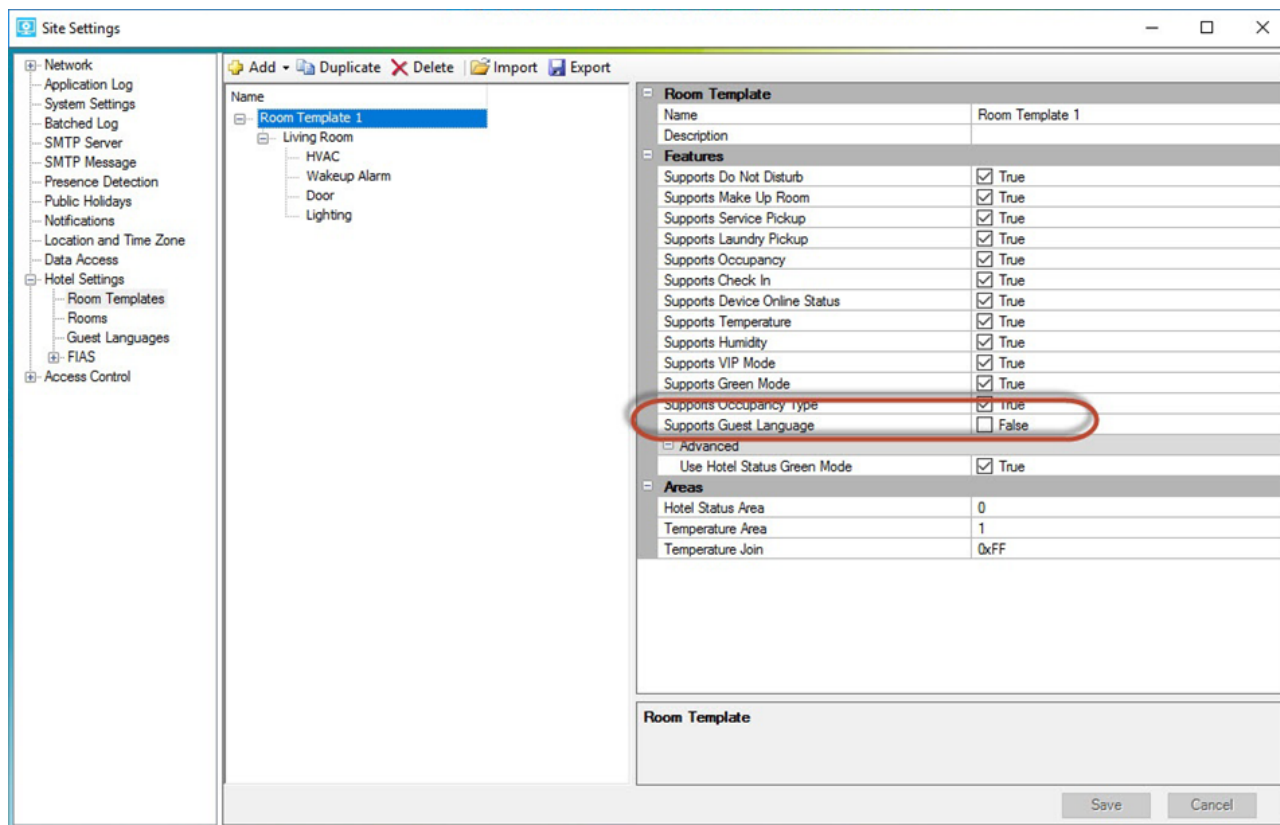 Site Settings
Network
Application Log
System Settings
Batched Log
SMTP Server
SMTP Message
Presence Detection
Public Holidays
Notifications
Location and Time Zone
Data Access
Hotel Settings
Room Templates
Rooms
Guest Languages
FIAS
Access Control
Add Duplicate Delete Import Export
Name
Room Template 1
Living Room
HVAC
Wakeup Alarm
Door
Lighting
Room Template
Name Room Template 1
Description
Features
Supports Do Not Disturb True
Supports Make Up Room True
Supports Service Pickup True
Supports Laundry Pickup True
Supports Occupancy True
Supports Check In True
Supports Device Online Status True
Supports Temperature True
Supports Humidity True
Supports VIP Mode True
Supports Green Mode True
Supports Occupancy Type True
Supports Guest Language False
Advanced
Use Hotel Status Green Mode True
Areas
Hotel Status Area 0
Temperature Area 1
Temperature Join 0xFF
Room Template
Save Cancel